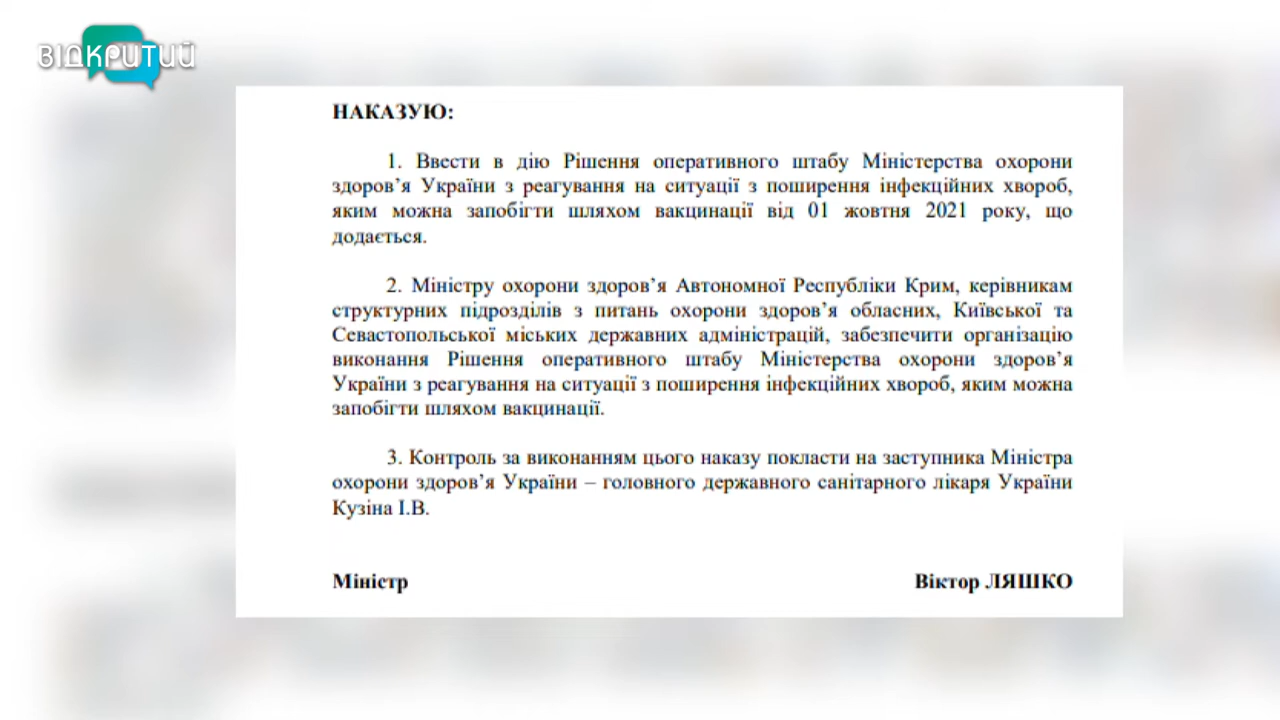 ВІДКРИТИЙ
НАКАЗУЮ:
1. Ввести в дію Рішення оперативного штабу Міністерства охорони
здоров’я України з реагування на ситуації з поширення інфекційних хвороб,
яким можна запобігти шляхом вакцинації від 01 жовтня 2021 року, що
додається.
2. Міністру охорони здоров’я Автономної Республіки Крим, керівникам
структурних підрозділів з питань охорони здоров’я обласних, Київської та
Севастопольської міських державних адміністрацій, забезпечити організацію
виконання Рішення оперативного штабу Міністерства охорони здоров’я
України з реагування на ситуації з поширення інфекційних хвороб, яким можна
запобігти шляхом вакцинації.
3. Контроль за виконанням цього наказу покласти на заступника Міністра
охорони здоров’я України – головного державного санітарного лікаря України
Кузіна І.В.
Міністр Віктор ЛЯШКО